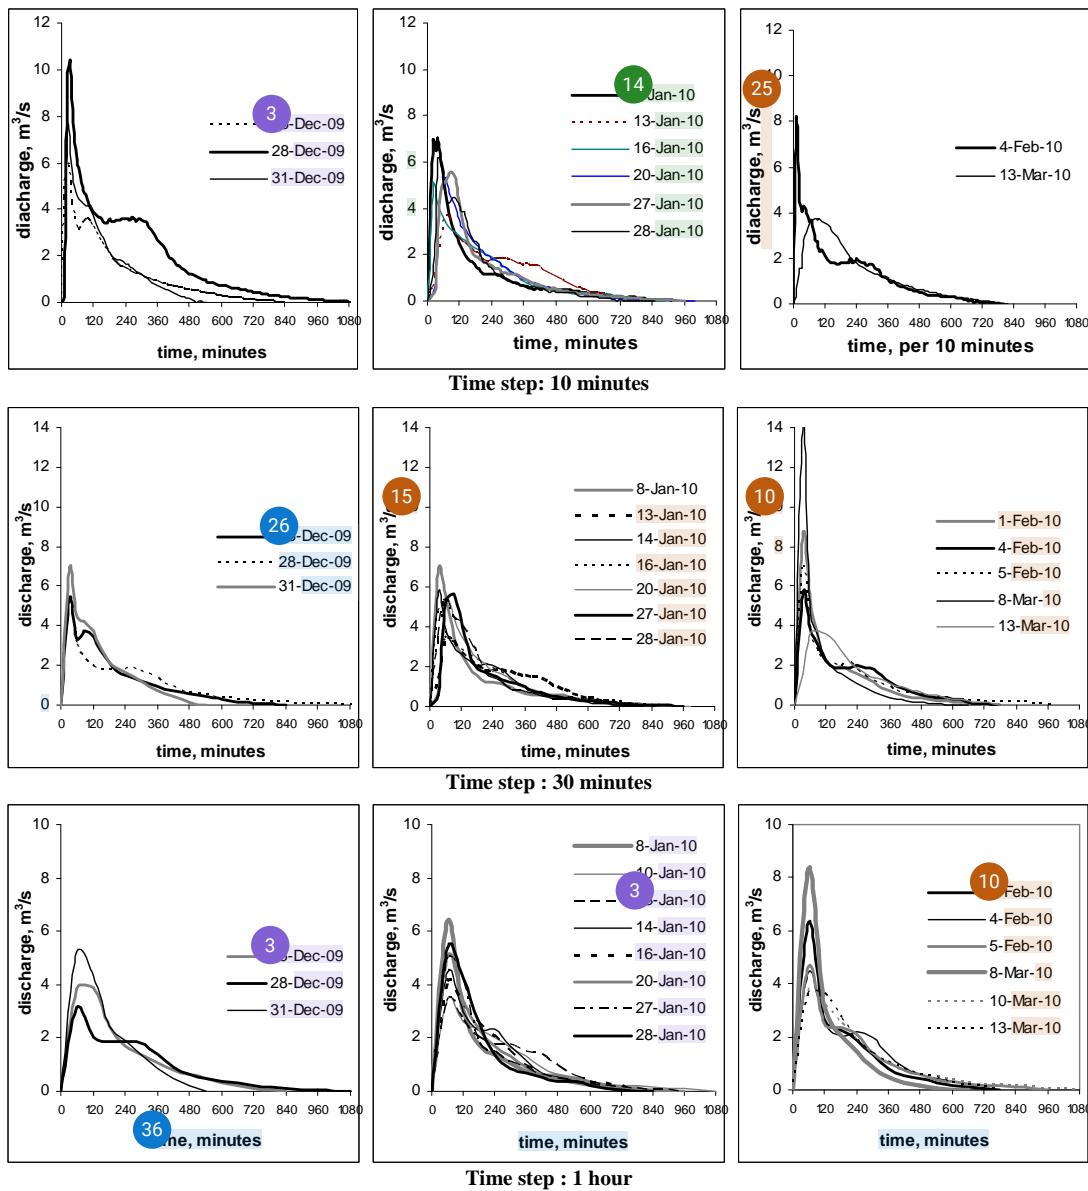 12
10
8
6
4
2
0
diacharge, m³/s
3
-Dec-09
28-Dec-09
31-Dec-09
0 120 240 360 480 600 720 840 960 1080
time, minutes
12
10
8
6
4
2
0
diacharge, m³/s
14
Jan-10
13-Jan-10
16-Jan-10
20-Jan-10
27-Jan-10
28-Jan-10
0 120 240 360 480 600 720 840 960 1080
time, minutes
12
10
8
6
4
2
0
diacharge, m³/s
25
4-Feb-10
13-Mar-10
0 120 240 360 480 600 720 840 960 1080
time, per 10 minutes
Time step: 10 minutes
14
12
10
8
6
4
2
0
discharge, m³/s
26
-Dec-09
28-Dec-09
31-Dec-09
0 120 240 360 480 600 720 840 960 1080
time, minutes
14
12
10
8
6
4
2
0
discharge, m³/s
15
8-Jan-10
13-Jan-10
14-Jan-10
16-Jan-10
20-Jan-10
27-Jan-10
28-Jan-10
0 120 240 360 480 600 720 840 960 1080
time, minutes
14
12
10
8
6
4
2
0
discharge, m³/s
10
1-Feb-10
4-Feb-10
5-Feb-10
8-Mar-10
13-Mar-10
0 120 240 360 480 600 720 840 960 1080
time, minutes
Time step : 30 minutes
10
8
6
4
2
0
discharge, m³/s
3
-Dec-09
28-Dec-09
31-Dec-09
0 120 240 360 480 600 720 840 960 1080
36
minutes
10
8
6
4
2
0
discharge, m³/s
8-Jan-10
10-Jan-10
3
-Jan-10
14-Jan-10
16-Jan-10
20-Jan-10
27-Jan-10
28-Jan-10
0 120 240 360 480 600 720 840 960 1080
time, minutes
10
8
6
4
2
0
discharge, m³/s
10
Feb-10
4-Feb-10
5-Feb-10
8-Mar-10
10-Mar-10
13-Mar-10
0 120 240 360 480 600 720 840 960 1080
time, minutes
Time step : 1 hour